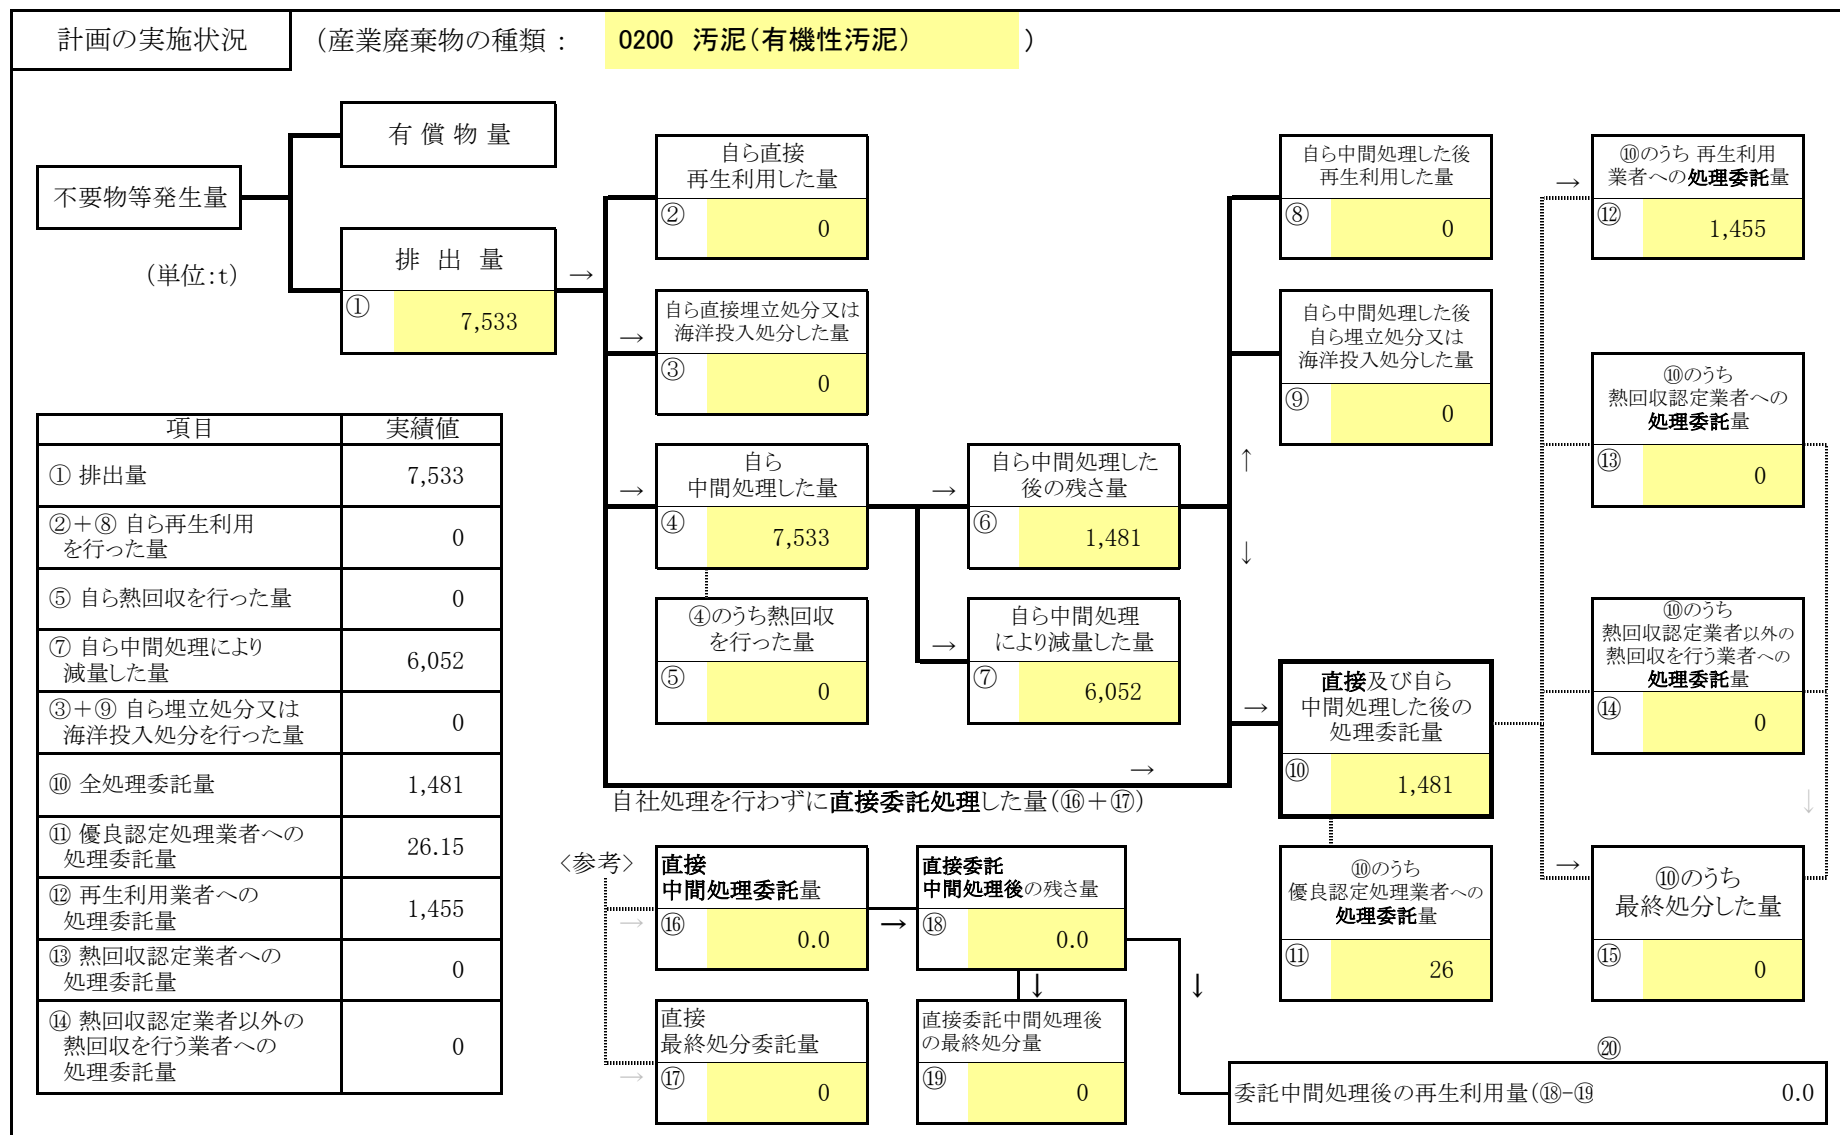 計画の実施状況
（産業廃棄物の種類：　0200　汚泥（有機性汚泥）　）
不要物等発生量
（単位:t）
有 償 物 量
排 出 量
→
① 7,533
自ら直接
再生利用した量
② 0
→
自ら直接埋立処分又は
海洋投入処分した量
③ 0
→
自ら
中間処理した量
④ 7,533
④のうち熱回収
を行った量
⑤ 0
→
自ら中間処理した
後の残さ量
⑥ 1,481
→
自ら中間処理
により減量した量
⑦ 6,052
自ら中間処理した後
再生利用した量
⑧ 0
自ら中間処理した後
自ら埋立処分又は
海洋投入処分した量
⑨ 0
↑
↓
→
直接及び自ら
中間処理した後の
処理委託量
⑩ 1,481
→
自社処理を行わずに直接委託処理した量（⑯＋⑰）
⑩のうち
優良認定処理業者への
処理委託量
⑪ 26
→
⑩のうち 再生利用
業者への処理委託量
⑫ 1,455
⑩のうち
熱回収認定業者への
処理委託量
⑬ 0
⑩のうち
熱回収認定業者以外の
熱回収を行う業者への
処理委託量
⑭ 0
↓
→
⑩のうち
最終処分した量
⑮ 0
項目 実績値
① 排出量 7,533
②＋⑧ 自ら再生利用
を行った量 0
⑤ 自ら熱回収を行った量 0
⑦ 自ら中間処理により
減量した量 6,052
③＋⑨ 自ら埋立処分又は
海洋投入処分を行った量 0
⑩ 全処理委託量 1,481
⑪ 優良認定処理業者への
処理委託量 26.15
⑫ 再生利用業者への
処理委託量 1,455
⑬ 熱回収認定業者への
処理委託量 0
⑭ 熱回収認定業者以外の
熱回収を行う業者への
処理委託量 0
〈参考〉
→
直接
中間処理委託量
⑯ 0.0
→
直接委託
中間処理後の残さ量
⑱ 0.0
↓
↓
→
直接
最終処分委託量
⑰ 0
直接委託中間処理後
の最終処分量
⑲ 0
⑳
委託中間処理後の再生利用量（⑱-⑲ 0.0